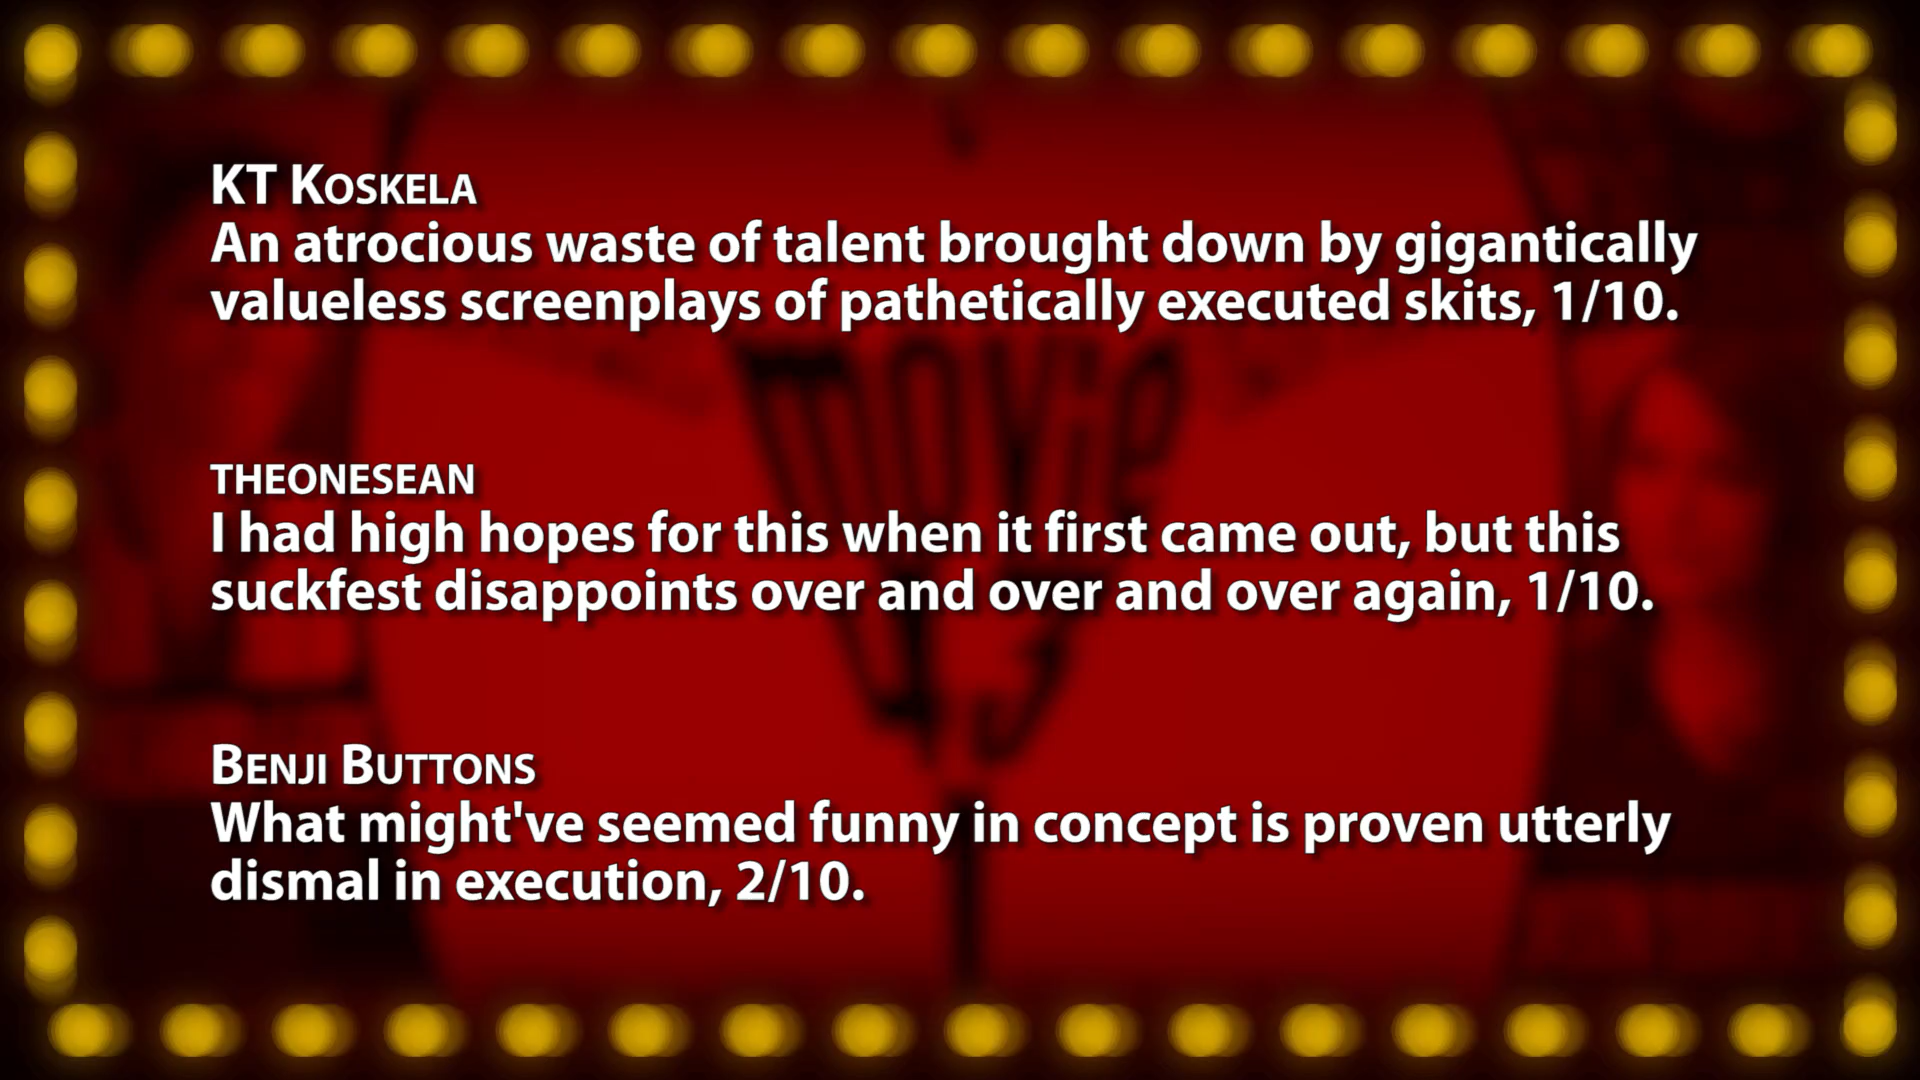 KT KOSKELA
An atrocious waste of talent brought down by gigantically
valueless screenplays of pathetically executed skits, 1/10.
movie
43
THEONESEAN
I had high hopes for this when it first came out, but this
suckfest disappoints over and over and over again, 1/10.
BENJI BUTTONS
What might've seemed funny in concept is proven utterly
dismal in execution, 2/10.